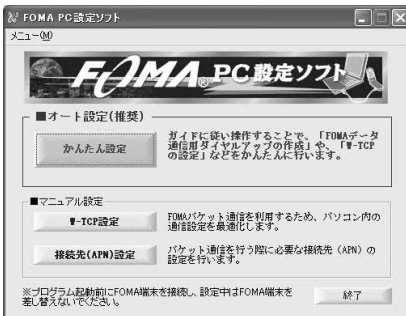 FOMA PC設定ソフト
メニュー(M)
FOMA® PC設定ソフト
■オート設定(推奨)
かんたん設定
ガイドに従い操作することで、「FOMAデータ
通信用ダイヤルアップの作成」や、「W-TCP
の設定」などをかんたんに行います。
■マニュアル設定
W-TCP設定
FOMAパケット通信を利用するため、パソコン内の
通信設定を最適化します。
接続先(APN)設定
パケット通信を行う際に必要な接続先（APN）の
設定を行います。
※プログラム起動前にFOMA端末を接続し、設定中はFOMA端末を
差し替えないでください。
終了